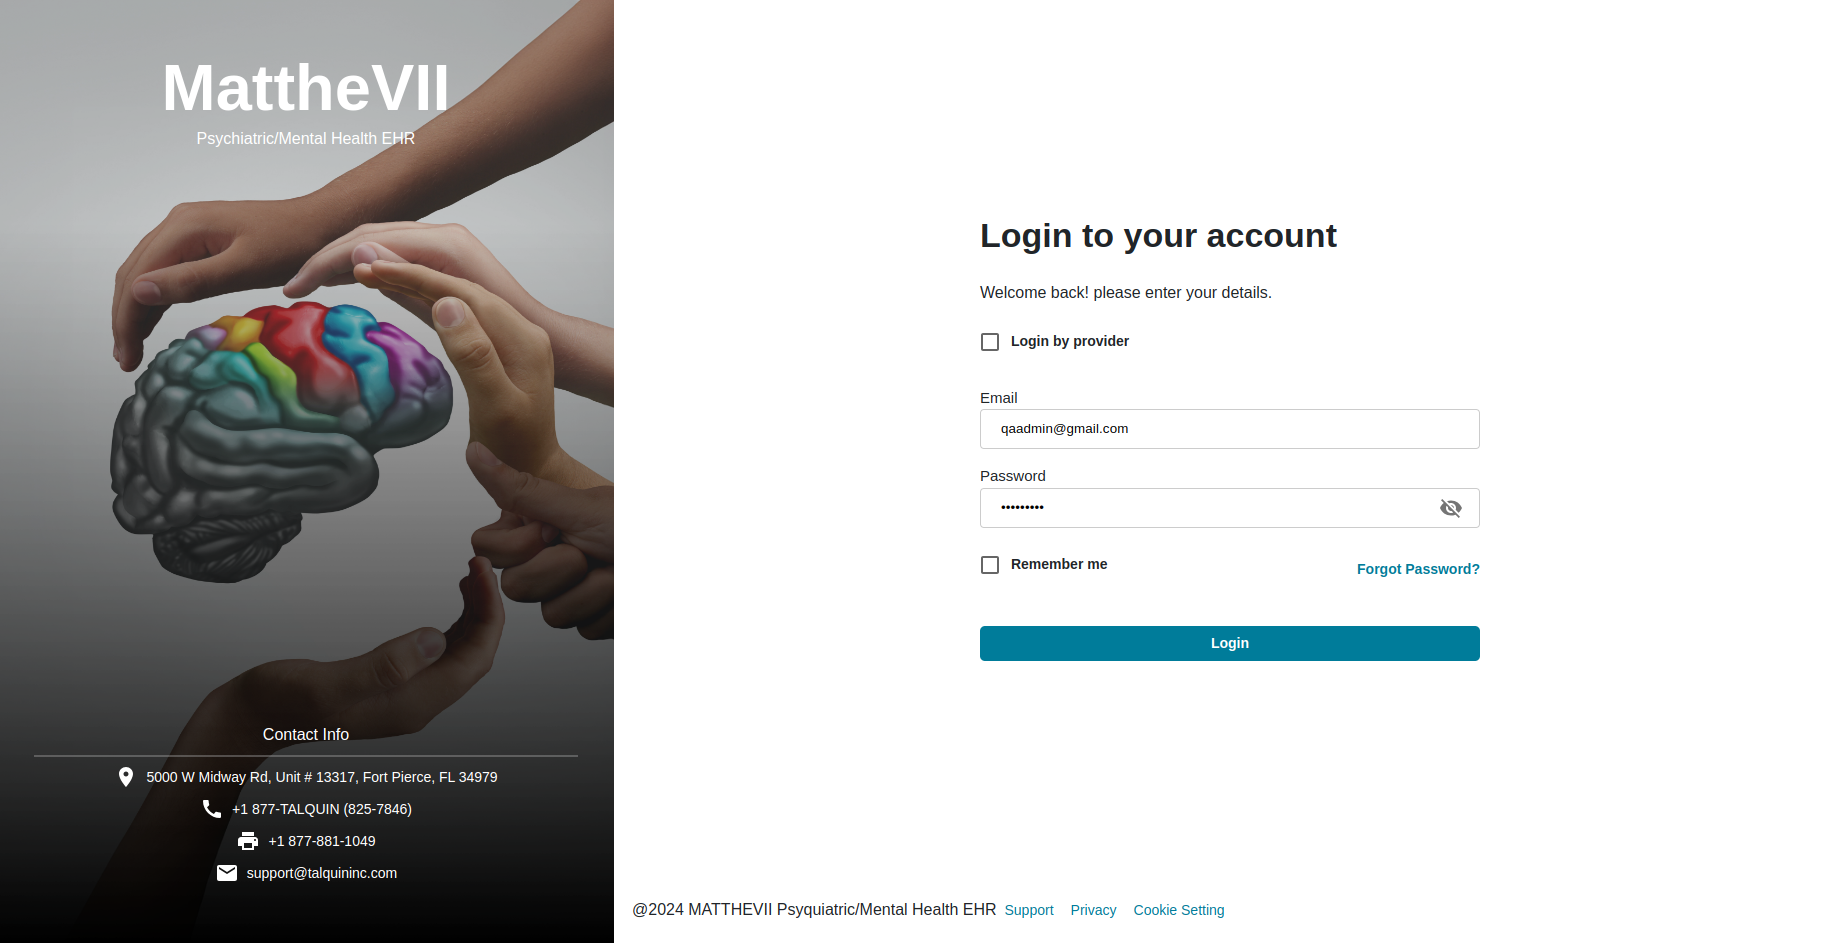 MattheVII
Psychiatric/Mental Health EHR
Contact Info
5000 W Midway Rd, Unit # 13317, Fort Pierce, FL 34979
+1 877-TALQUIN (825-7846)
+1 877-881-1049
support@talquininc.com
Login to your account
Welcome back! please enter your details.
Login by provider
Email
qaadmin@gmail.com
Password
•••••••••
Remember me
Forgot Password?
Login
@2024 MATTHEVII Psyquiatric/Mental Health EHR Support Privacy Cookie Setting